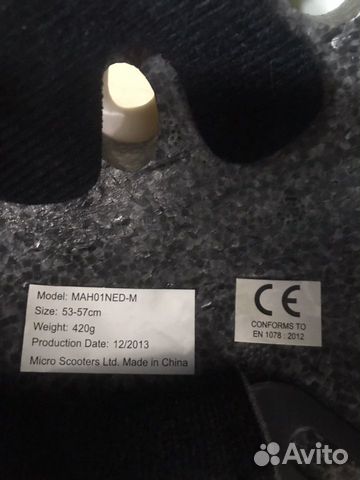 Model: MAH01NED-M
Size: 53-57cm
Weight: 420g
Production Date: 12/2013
Micro Scooters Ltd. Made in China
CE
CONFORMS TO
EN 1078 : 2012
Avito